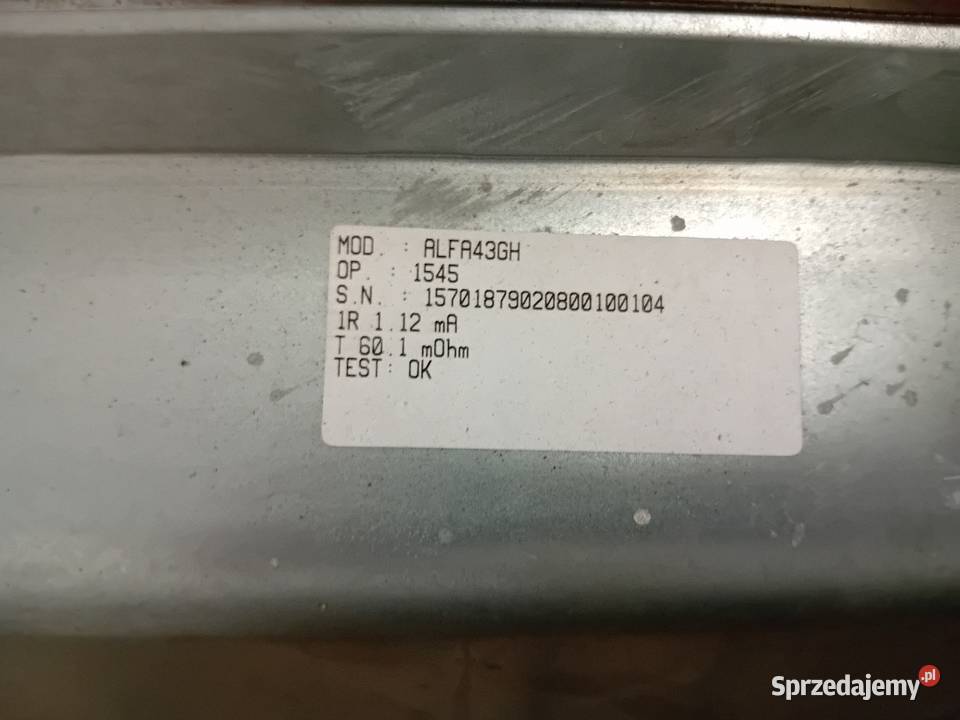 MOD. : ALFA43GH
OP. : 1545
S.N. : 15701879020800100104
1R 1.12 mA
T 60.1 mOhm
TEST: OK
Sprzedajemy.pl